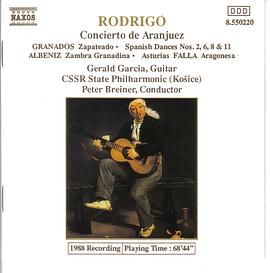 NAXOS
DDD
8.550220
RODRIGO
Concierto de Aranjuez
GRANADOS Zapateado • Spanish Dances Nos. 2, 6, 8 & 11
ALBENIZ Zambra Granadina • Asturias FALLA Aragonesa
Gerald Garcia, Guitar
CSSR State Philharmonic (Košice)
Peter Breiner, Conductor
1988 Recording
Playing Time : 68'44"